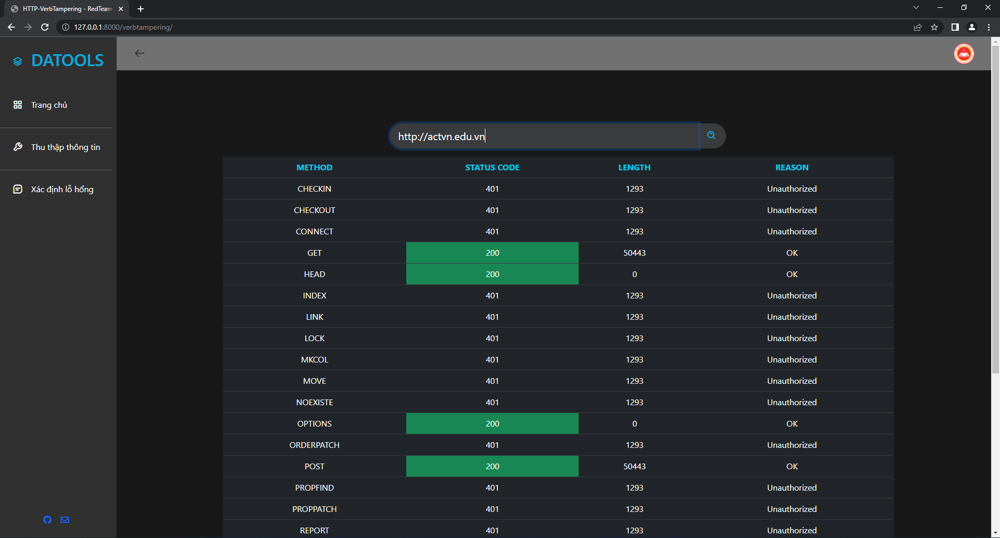 HTTP-VerbTampering - RedTeam
127.0.0.1:8000/verbtampering/
DATOOLS
Trang chủ
Thu thập thông tin
Xác định lỗ hổng
http://actvn.edu.vn
METHOD STATUS CODE LENGTH REASON
CHECKIN 401 1293 Unauthorized
CHECKOUT 401 1293 Unauthorized
CONNECT 401 1293 Unauthorized
GET 200 50443 OK
HEAD 200 0 OK
INDEX 401 1293 Unauthorized
LINK 401 1293 Unauthorized
LOCK 401 1293 Unauthorized
MKCOL 401 1293 Unauthorized
MOVE 401 1293 Unauthorized
NOEXISTE 401 1293 Unauthorized
OPTIONS 200 0 OK
ORDERPATCH 401 1293 Unauthorized
POST 200 50443 OK
PROPFIND 401 1293 Unauthorized
PROPPATCH 401 1293 Unauthorized
REPORT 401 1293 Unauthorized